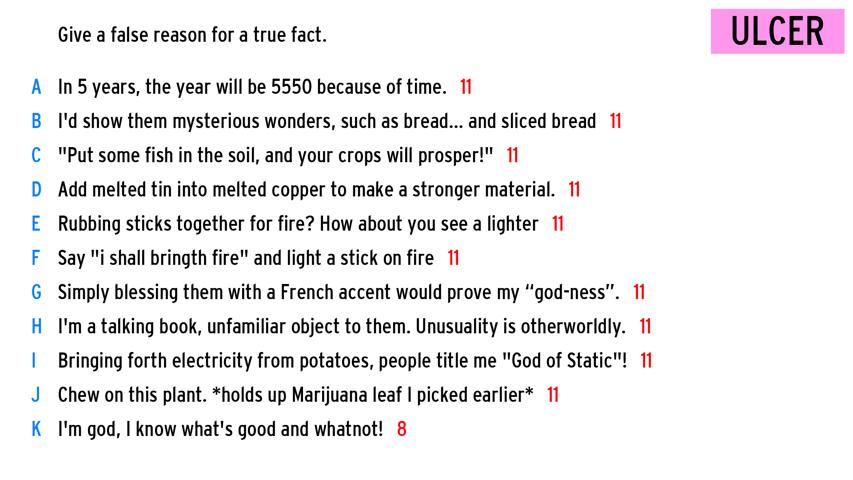 Give a false reason for a true fact.
ULCER
A In 5 years, the year will be 5550 because of time. 11
B I'd show them mysterious wonders, such as bread... and sliced bread 11
C "Put some fish in the soil, and your crops will prosper!" 11
D Add melted tin into melted copper to make a stronger material. 11
E Rubbing sticks together for fire? How about you see a lighter 11
F Say "i shall bringth fire" and light a stick on fire 11
G Simply blessing them with a French accent would prove my “god-ness”. 11
H I'm a talking book, unfamiliar object to them. Unusuality is otherworldly. 11
I Bringing forth electricity from potatoes, people title me "God of Static"! 11
J Chew on this plant. *holds up Marijuana leaf I picked earlier* 11
K I'm god, I know what's good and whatnot! 8